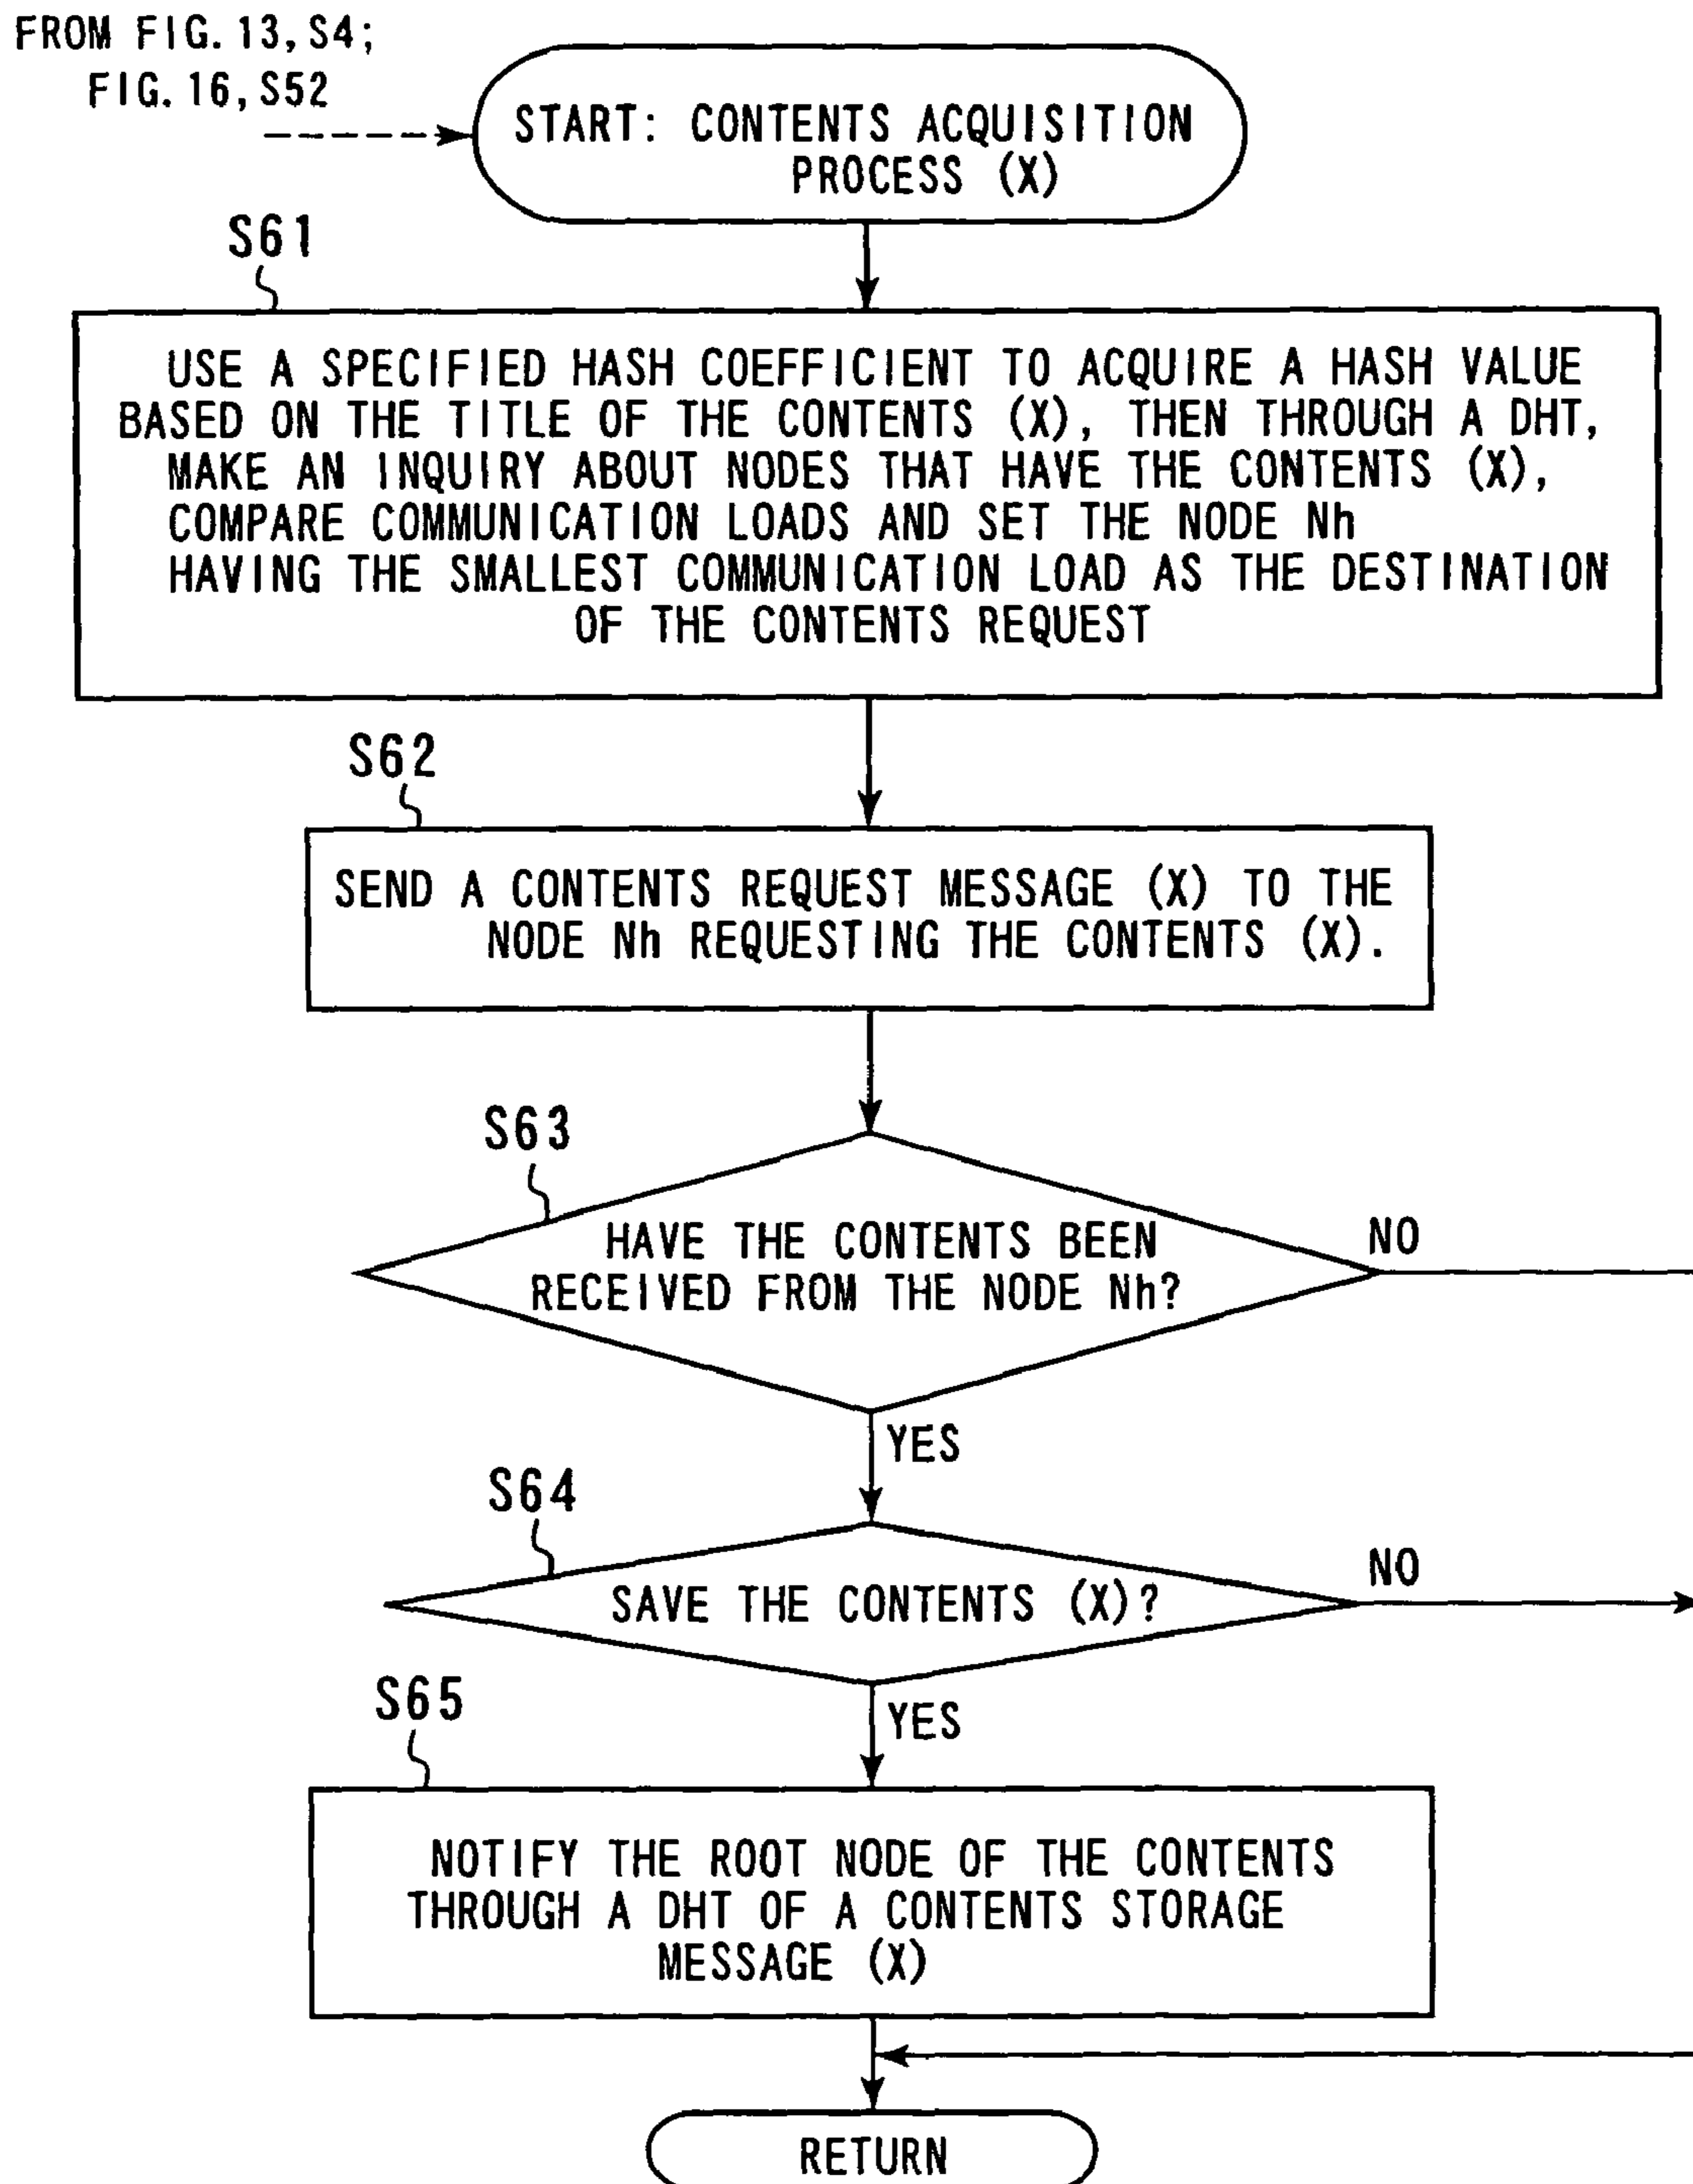 FROM FIG. 13, S4;
FIG. 16, S52
START: CONTENTS ACQUISITION
PROCESS (X)
S61
USE A SPECIFIED HASH COEFFICIENT TO ACQUIRE A HASH VALUE
BASED ON THE TITLE OF THE CONTENTS (X), THEN THROUGH A DHT,
MAKE AN INQUIRY ABOUT NODES THAT HAVE THE CONTENTS (X),
COMPARE COMMUNICATION LOADS AND SET THE NODE Nh
HAVING THE SMALLEST COMMUNICATION LOAD AS THE DESTINATION
OF THE CONTENTS REQUEST
S62
SEND A CONTENTS REQUEST MESSAGE (X) TO THE
NODE Nh REQUESTING THE CONTENTS (X).
S63
HAVE THE CONTENTS BEEN
RECEIVED FROM THE NODE Nh?
NO
YES
S64
SAVE THE CONTENTS (X)?
NO
YES
S65
NOTIFY THE ROOT NODE OF THE CONTENTS
THROUGH A DHT OF A CONTENTS STORAGE
MESSAGE (X)
RETURN